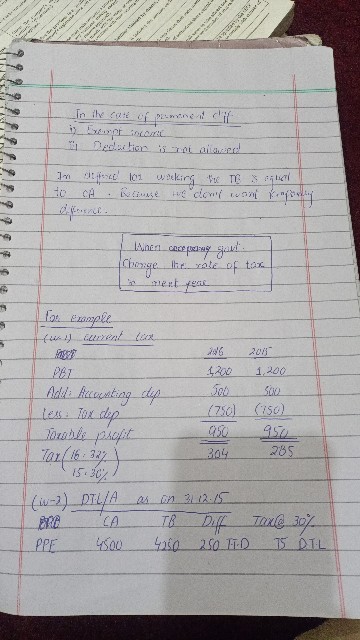 In the case of permanent diff.
i) Exempt income
ii) Deduction is not allowed
In deffred tax working the TB is equal
to CA. Because we don't want temporary
difference.
When govt.
Change the rate of tax
in next year
For example
(w-1) Current tax
2016 2015
PBT 1,200 1,200
Add: Accounting dep 500 500
Less: Tax dep (750) (750)
Taxable profit 950 950
Tax (16-32% 304 285
15-30%)
(w-2) DTL/A as on 31.12.15
CA TB Diff Tax@ 30%
PPE 4500 4250 250 TTD 75 DTL